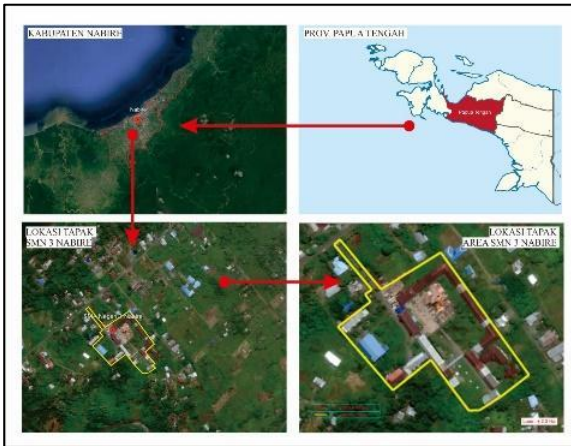 KABUPATEN NABIRE
Nabire
PROV. PAPUA TENGAH
Papua Tengah
LOKASI TAPAK
SMN 3 NABIRE
LOKASI TAPAK
AREA SMN 3 NABIRE